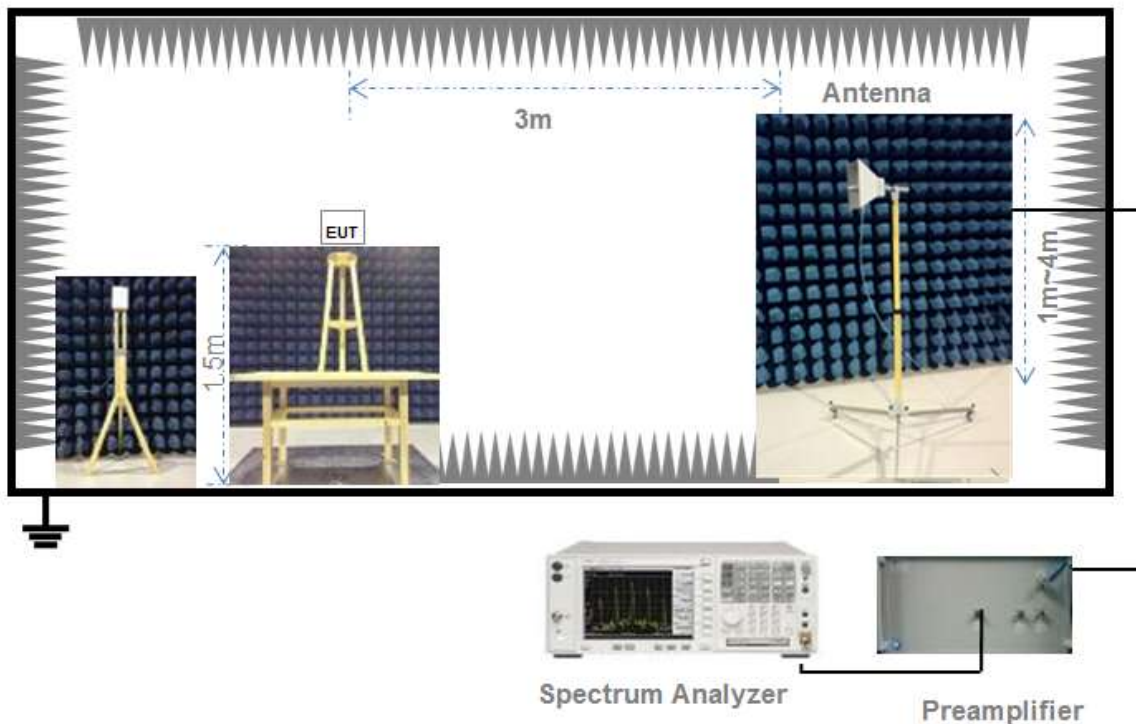 Antenna
3m
EUT
1.5m
1m~4m
Spectrum Analyzer
Preamplifier